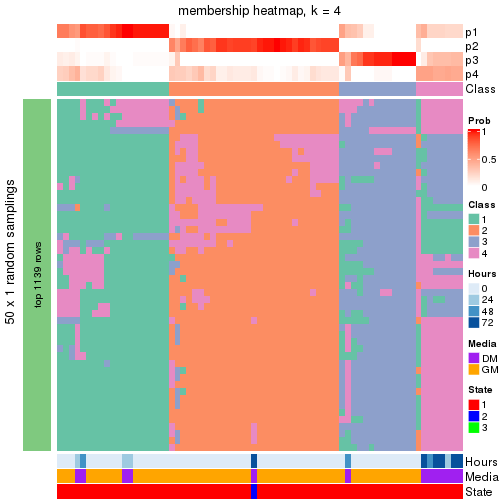 membership heatmap, k = 4
p1
p2
p3
p4
Class
50 x 1 random samplings
top 1139 rows
Prob
1
0.5
0
Class
1
2
3
4
Hours
0
24
48
72
Media
DM
GM
State
1
2
3
Hours
Media
State